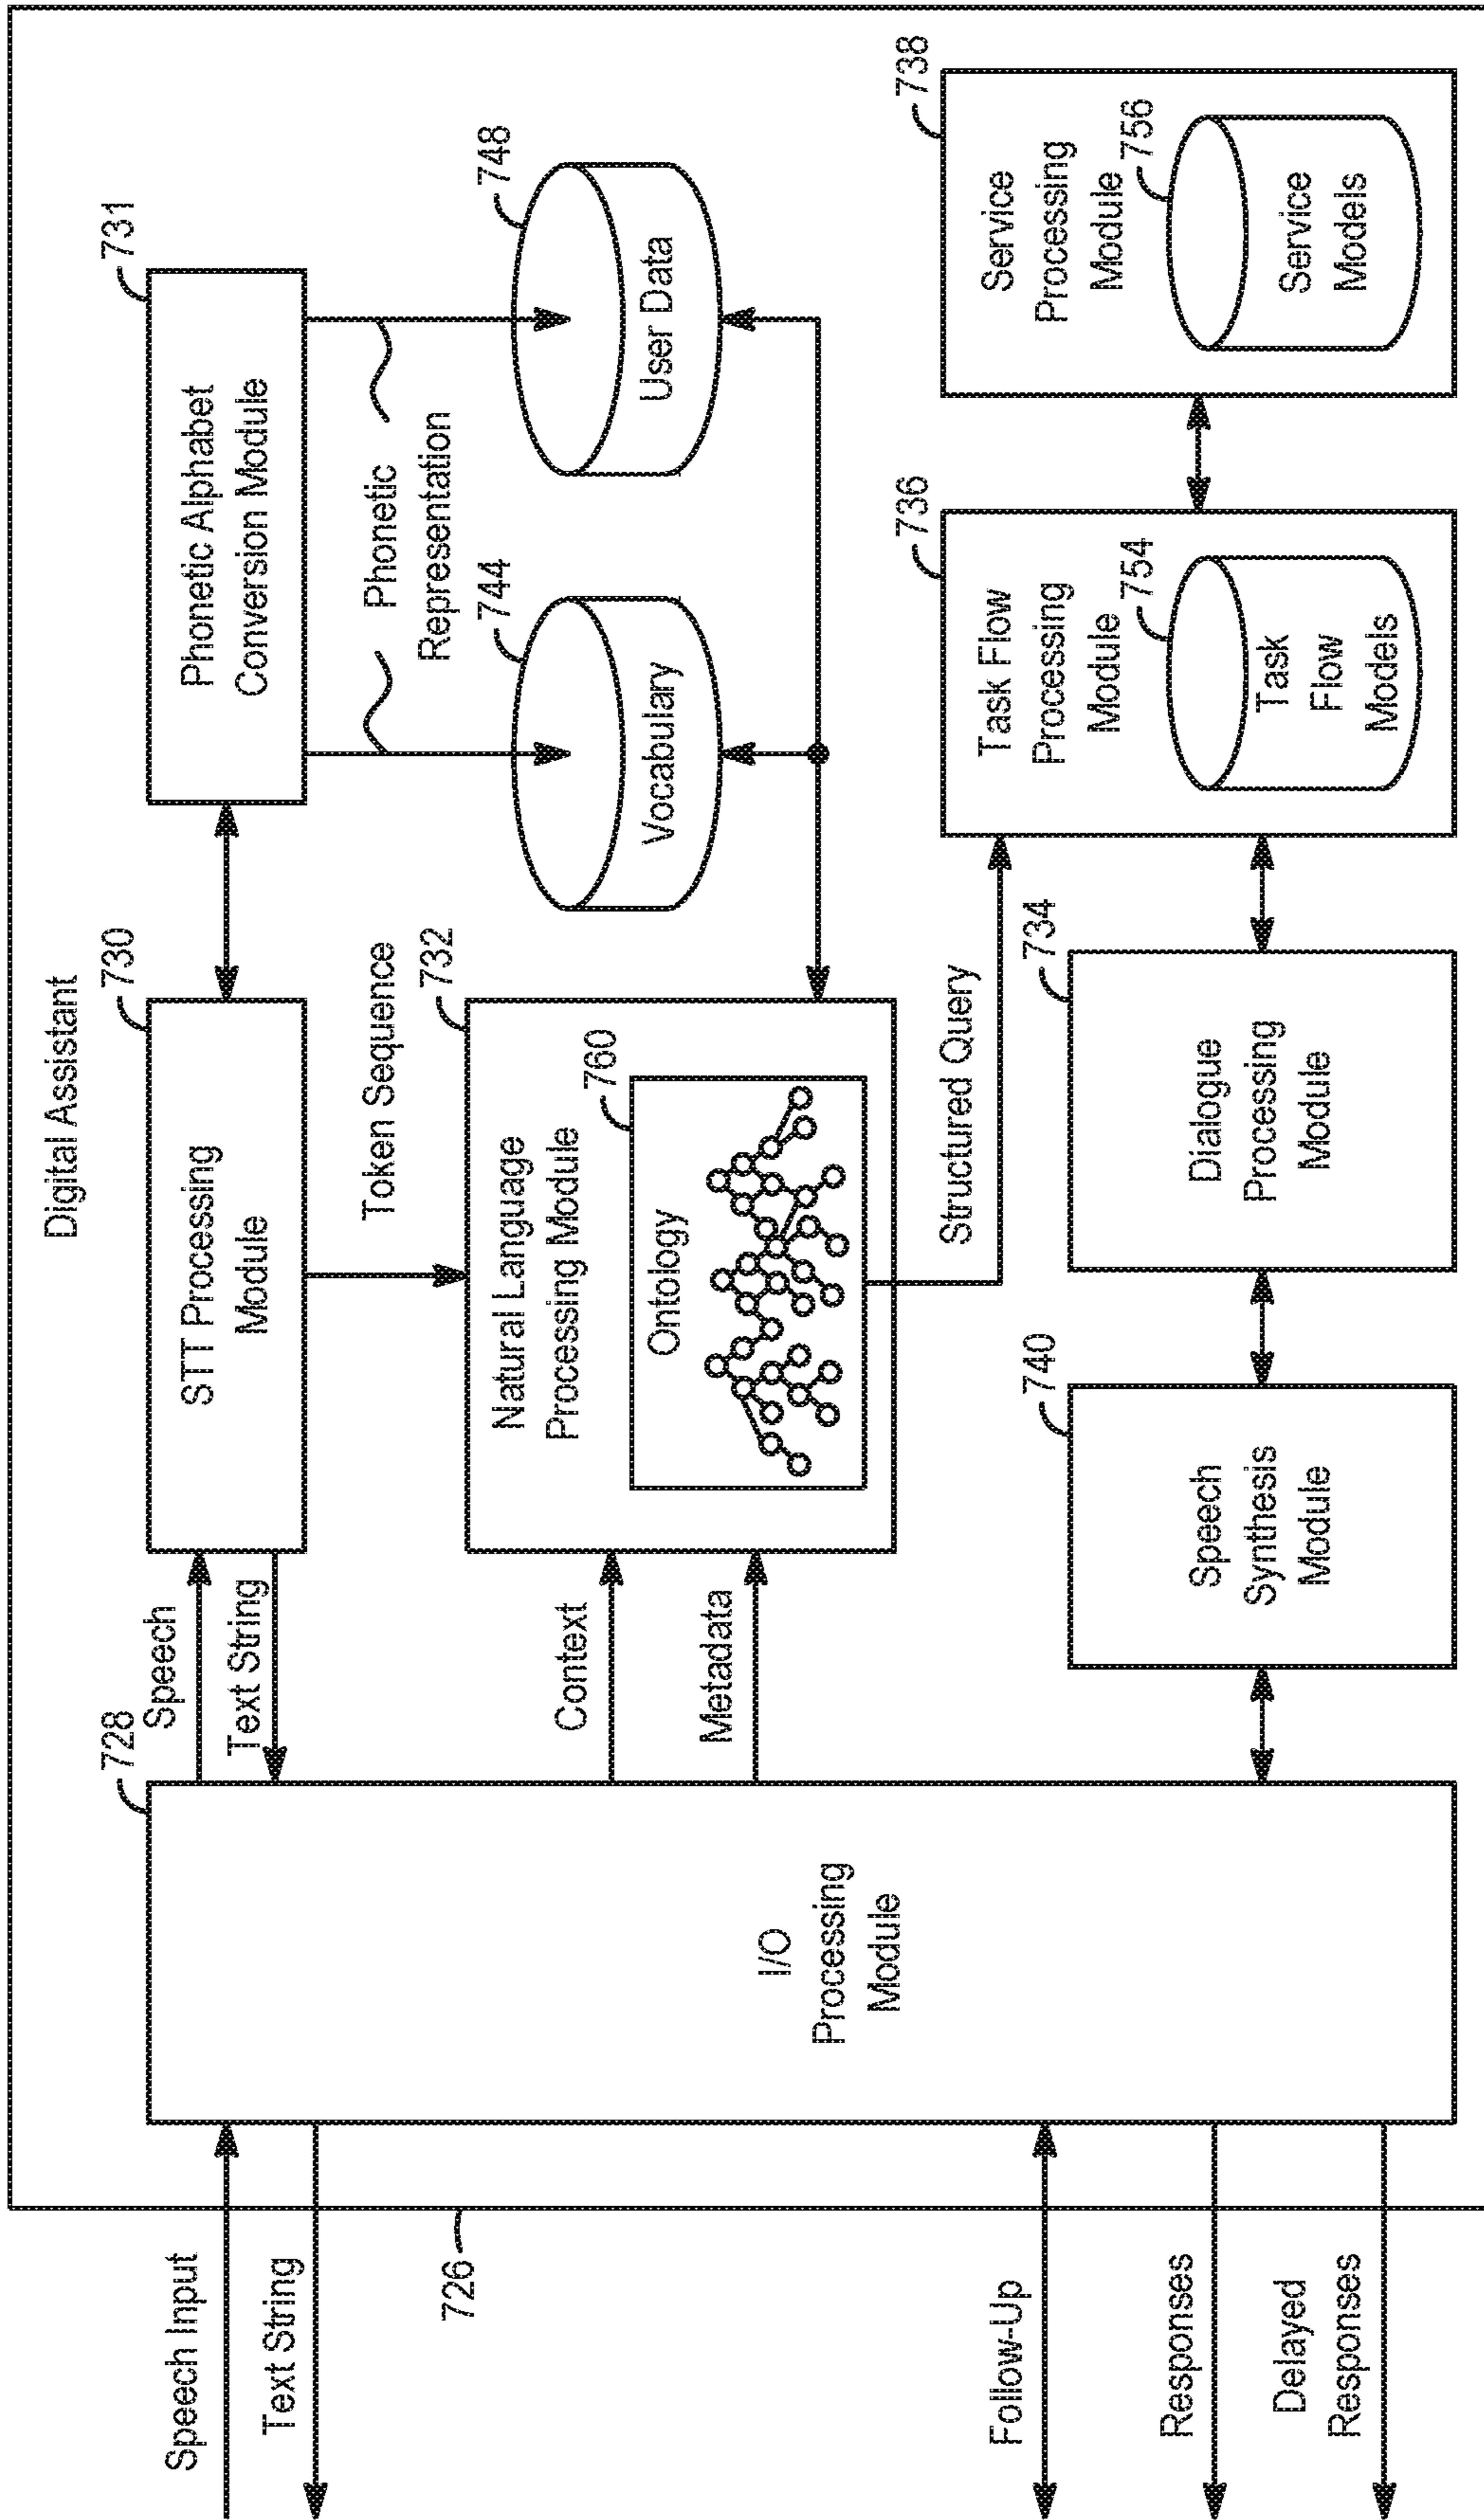 Digital Assistant
726
Speech Input
Text String
Follow-Up
Responses
Delayed
Responses
728
I/O
Processing
Module
Speech
Text String
Context
Metadata
730
STT Processing
Module
Token Sequence
731
Phonetic Alphabet
Conversion Module
Phonetic
Representation
744
Vocabulary
748
User Data
732
Natural Language
Processing Module
760
Ontology
Structured Query
740
Speech
Synthesis
Module
734
Dialogue
Processing
Module
736
Task Flow
Processing
Module
754
Task
Flow
Models
738
Service
Processing
Module
756
Service
Models